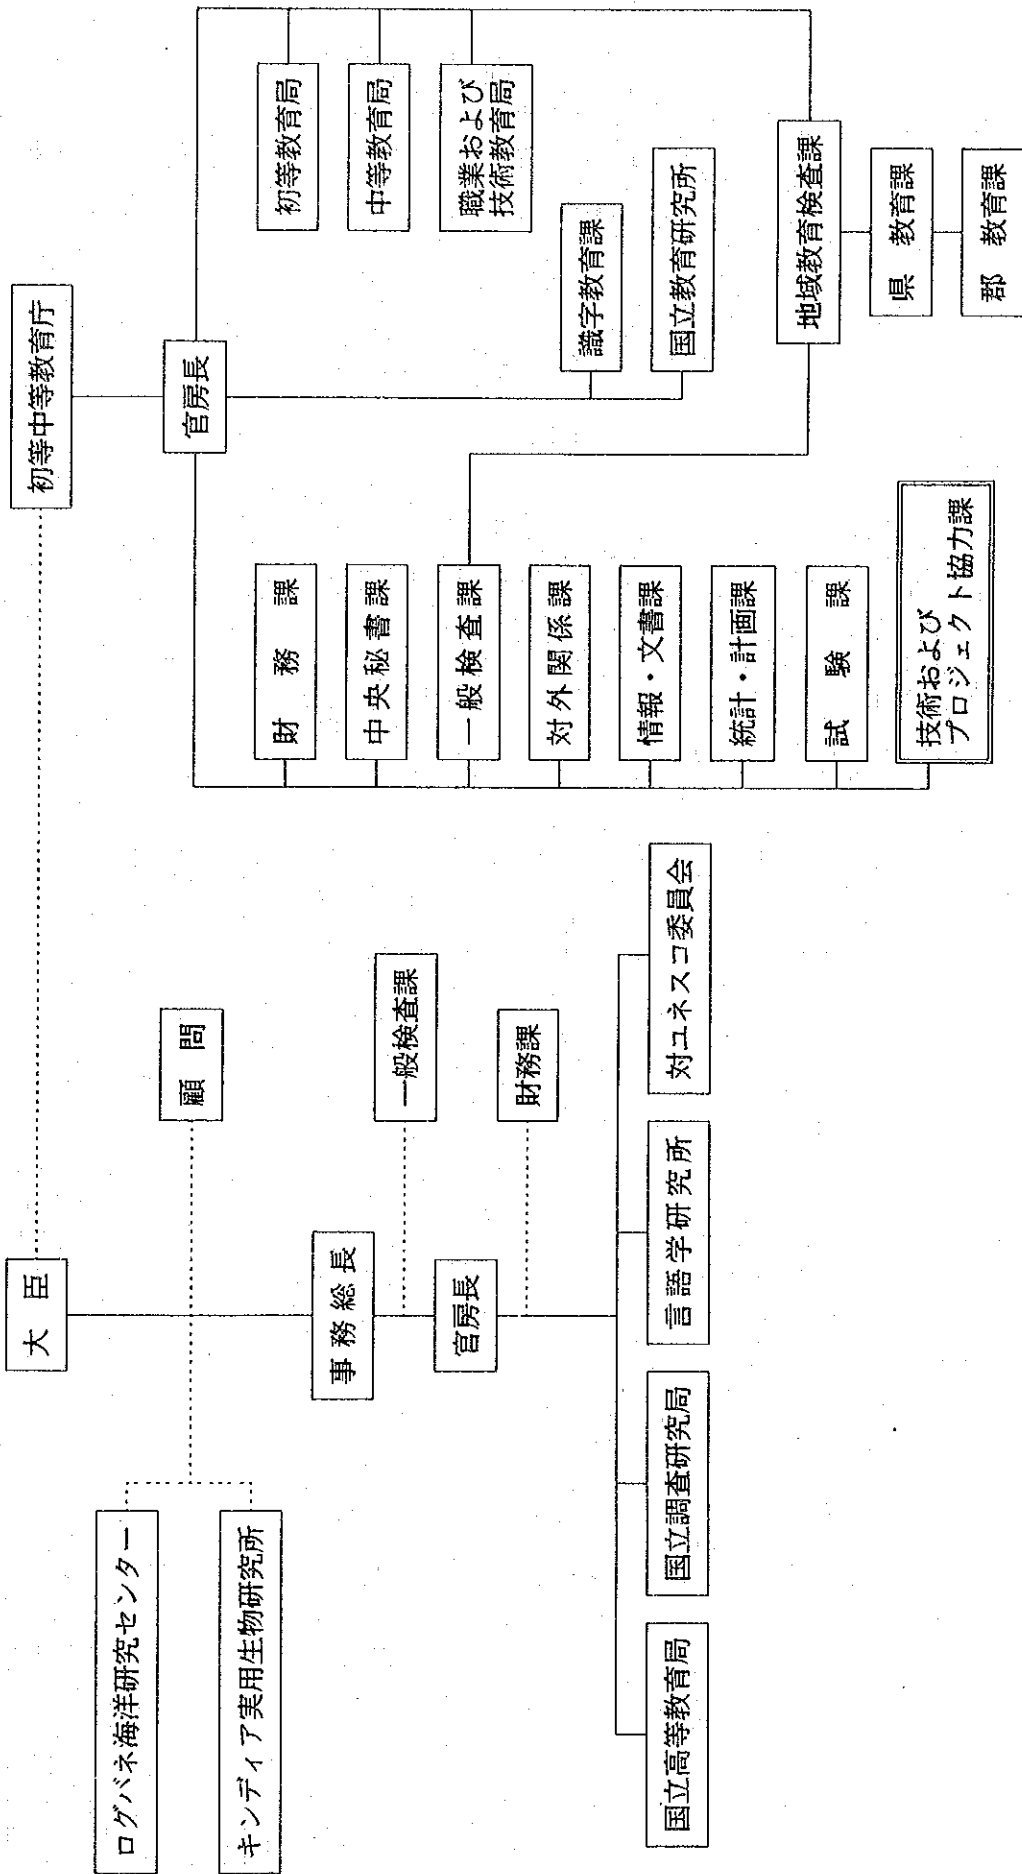 大臣
初等中等教育庁
ログバネ海洋研究センター
キンディア実用生物研究所
顧問
事務総長
一般検査課
官房長
財務課
国立高等教育局
国立調査研究局
言語学研究所
対ユネスコ委員会
官房長
財務課
中央秘書課
一般検査課
対外関係課
情報・文書課
統計・計画課
試験課
技術および
プロジェクト協力課
識字教育課
国立教育研究所
初等教育局
中等教育局
職業および
技術教育局
地域教育検査課
県 教育課
郡 教育課